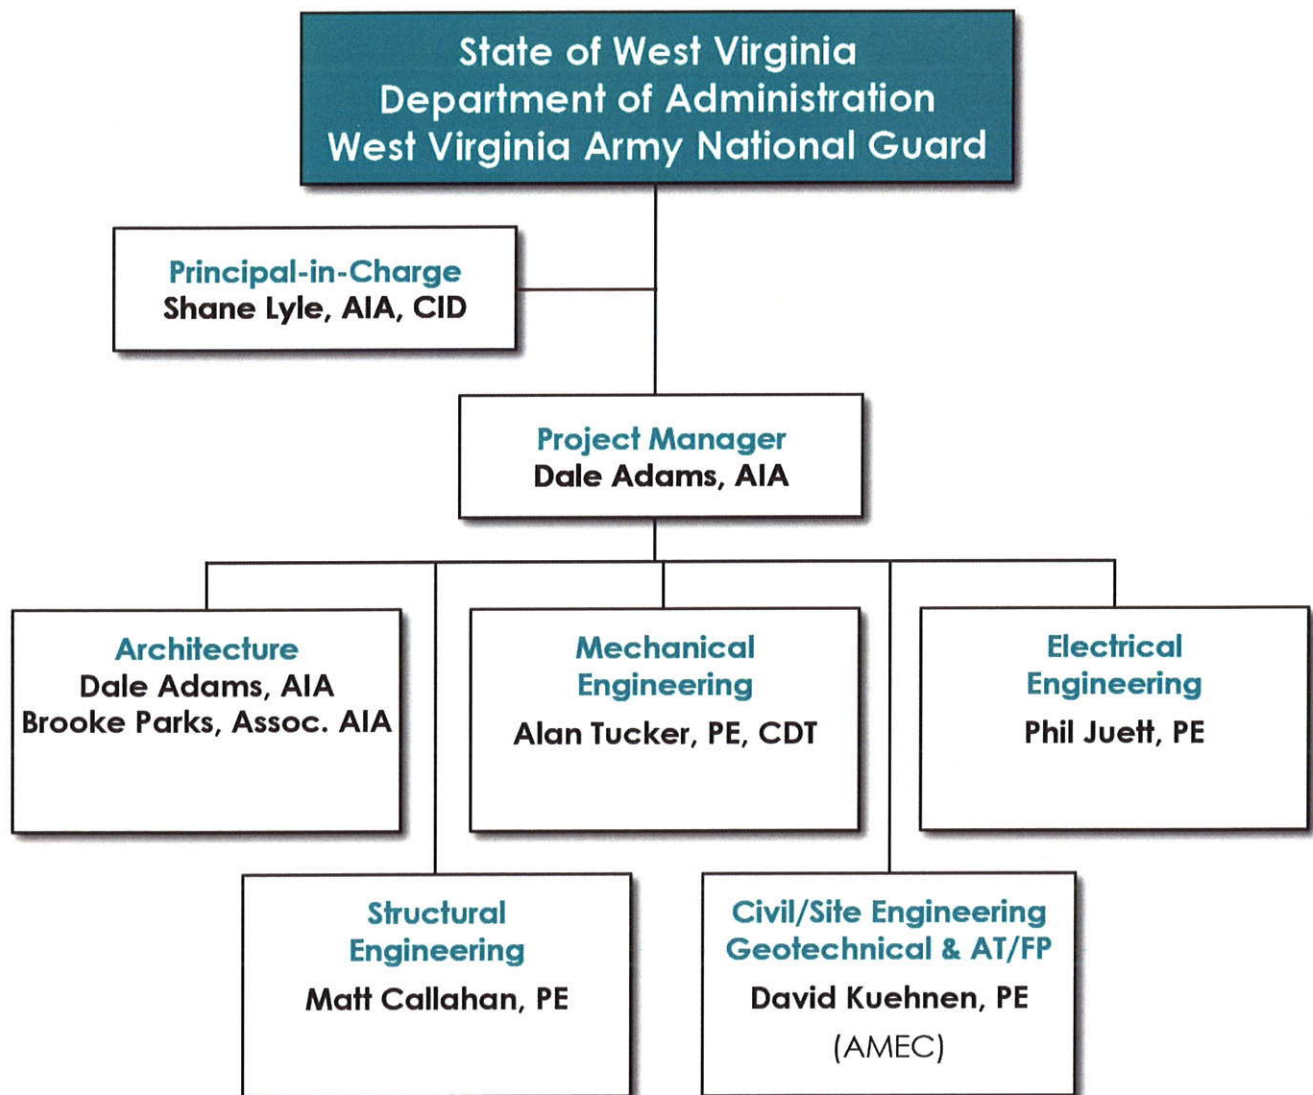 State of West Virginia
Department of Administration
West Virginia Army National Guard
Principal-in-Charge
Shane Lyle, AIA, CID
Project Manager
Dale Adams, AIA
Architecture
Dale Adams, AIA
Brooke Parks, Assoc. AIA
Mechanical
Engineering
Alan Tucker, PE, CDT
Electrical
Engineering
Phil Juett, PE
Structural
Engineering
Matt Callahan, PE
Civil/Site Engineering
Geotechnical & AT/FP
David Kuehnen, PE
(AMEC)